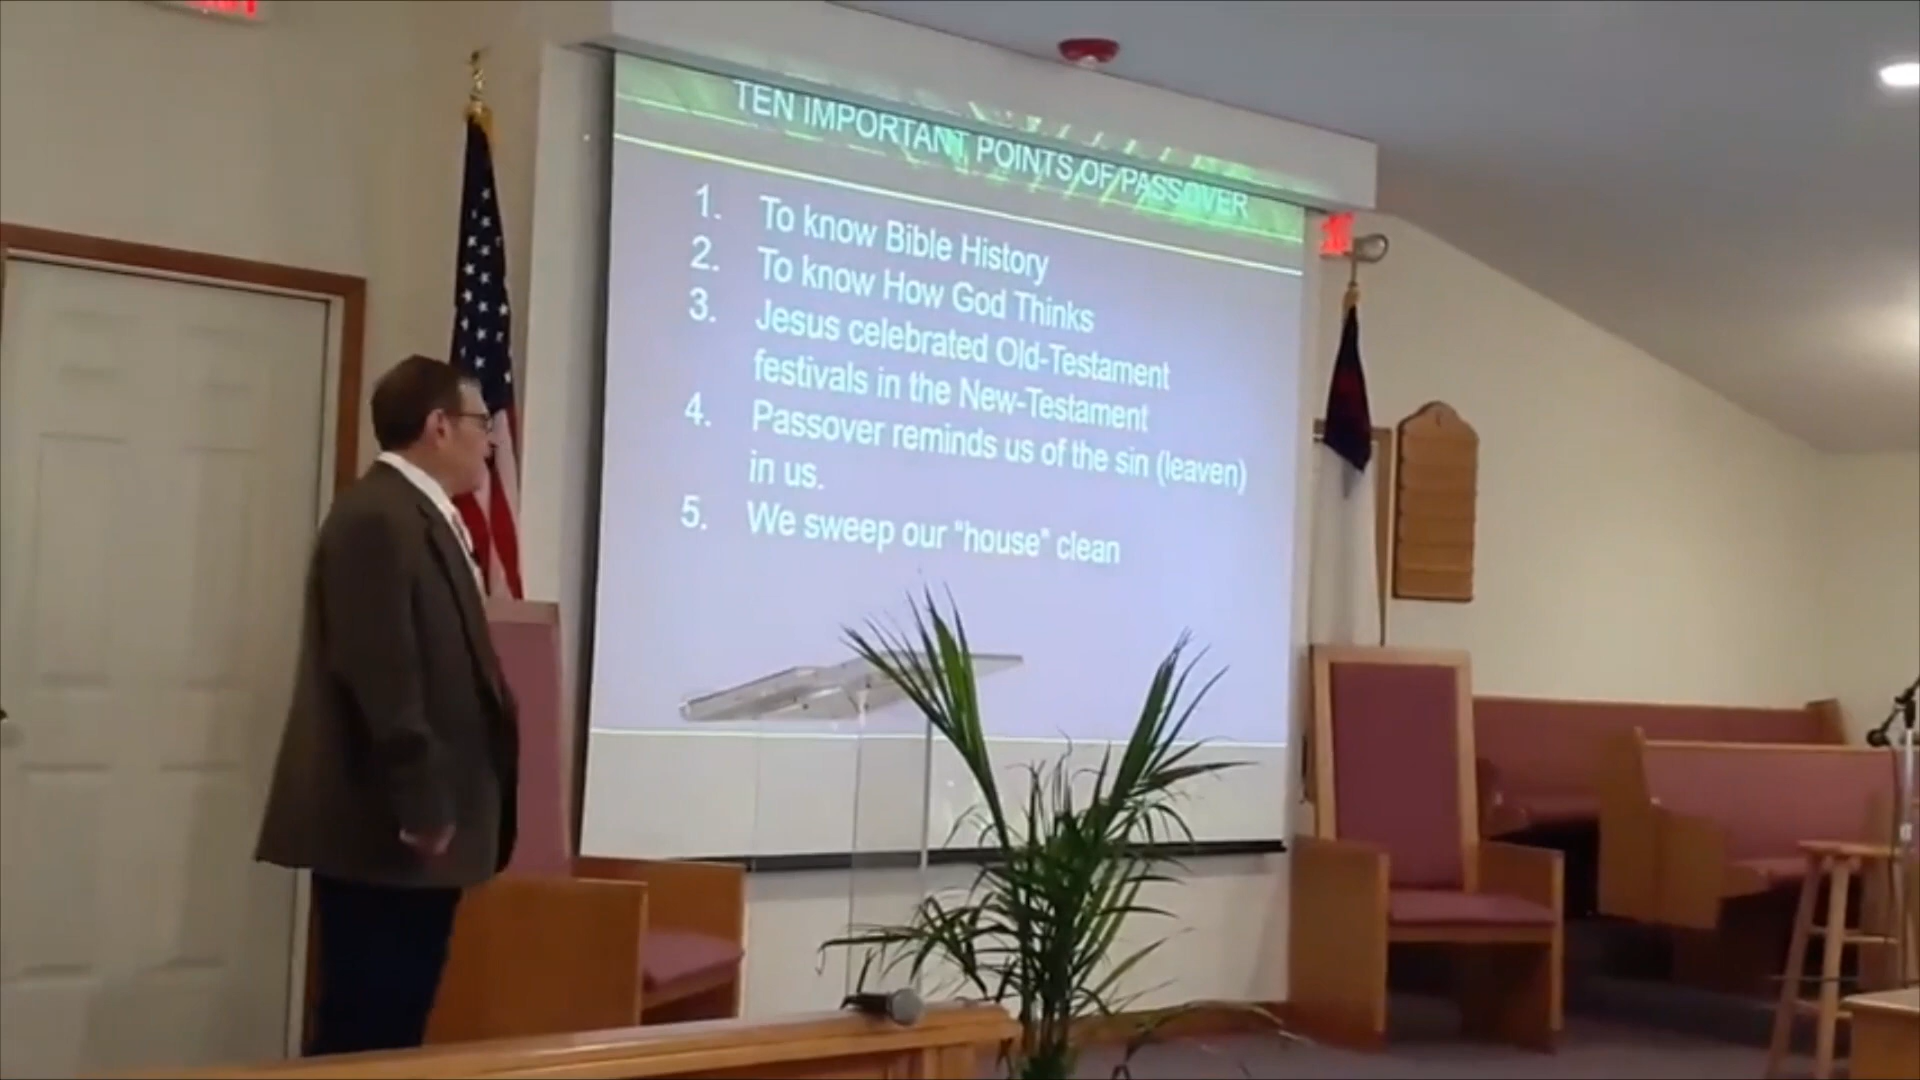 TEN IMPORTANT POINTS OF PASSOVER
1. To know Bible History
2. To know How God Thinks
3. Jesus celebrated Old-Testament
festivals in the New-Testament
4. Passover reminds us of the sin (leaven)
in us.
5. We sweep our “house” clean